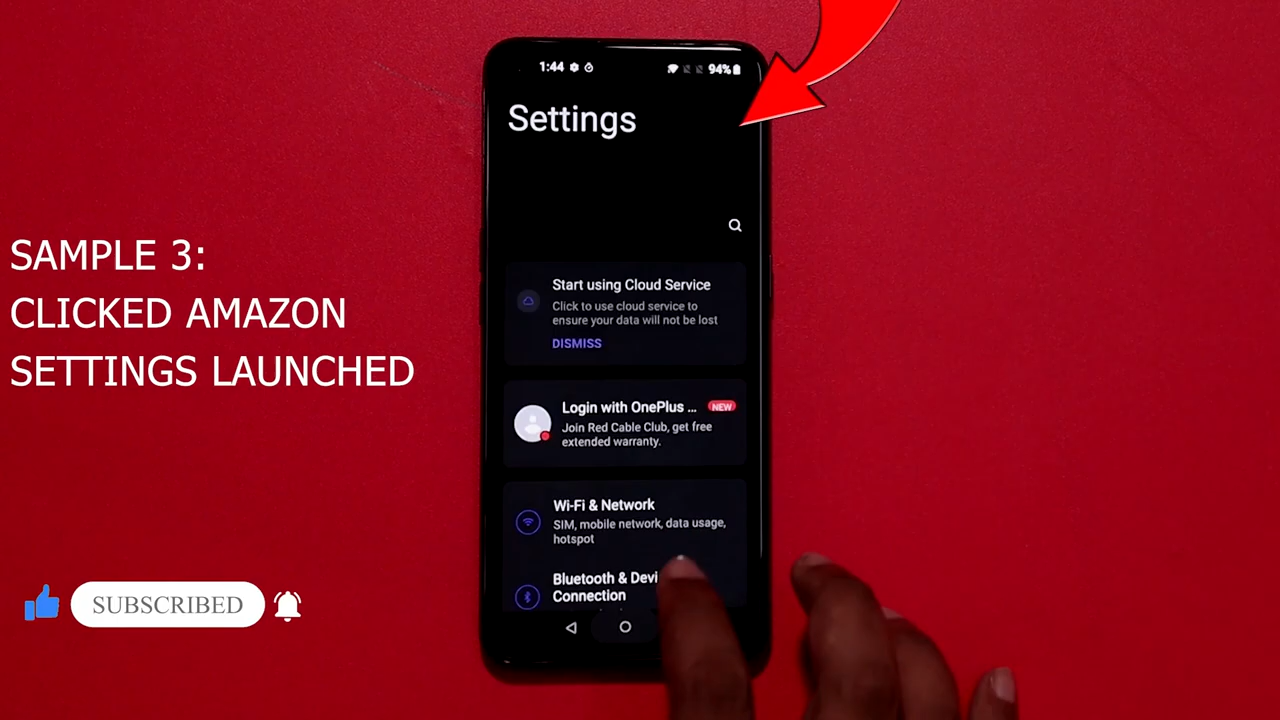 1:44
94%
Settings
SAMPLE 3:
CLICKED AMAZON
SETTINGS LAUNCHED
Start using Cloud Service
Click to use cloud service to
ensure your data will not be lost
DISMISS
Login with OnePlus ... NEW
Join Red Cable Club, get free
extended warranty.
Wi-Fi & Network
SIM, mobile network, data usage,
hotspot
Bluetooth & Devi
Connection
SUBSCRIBED